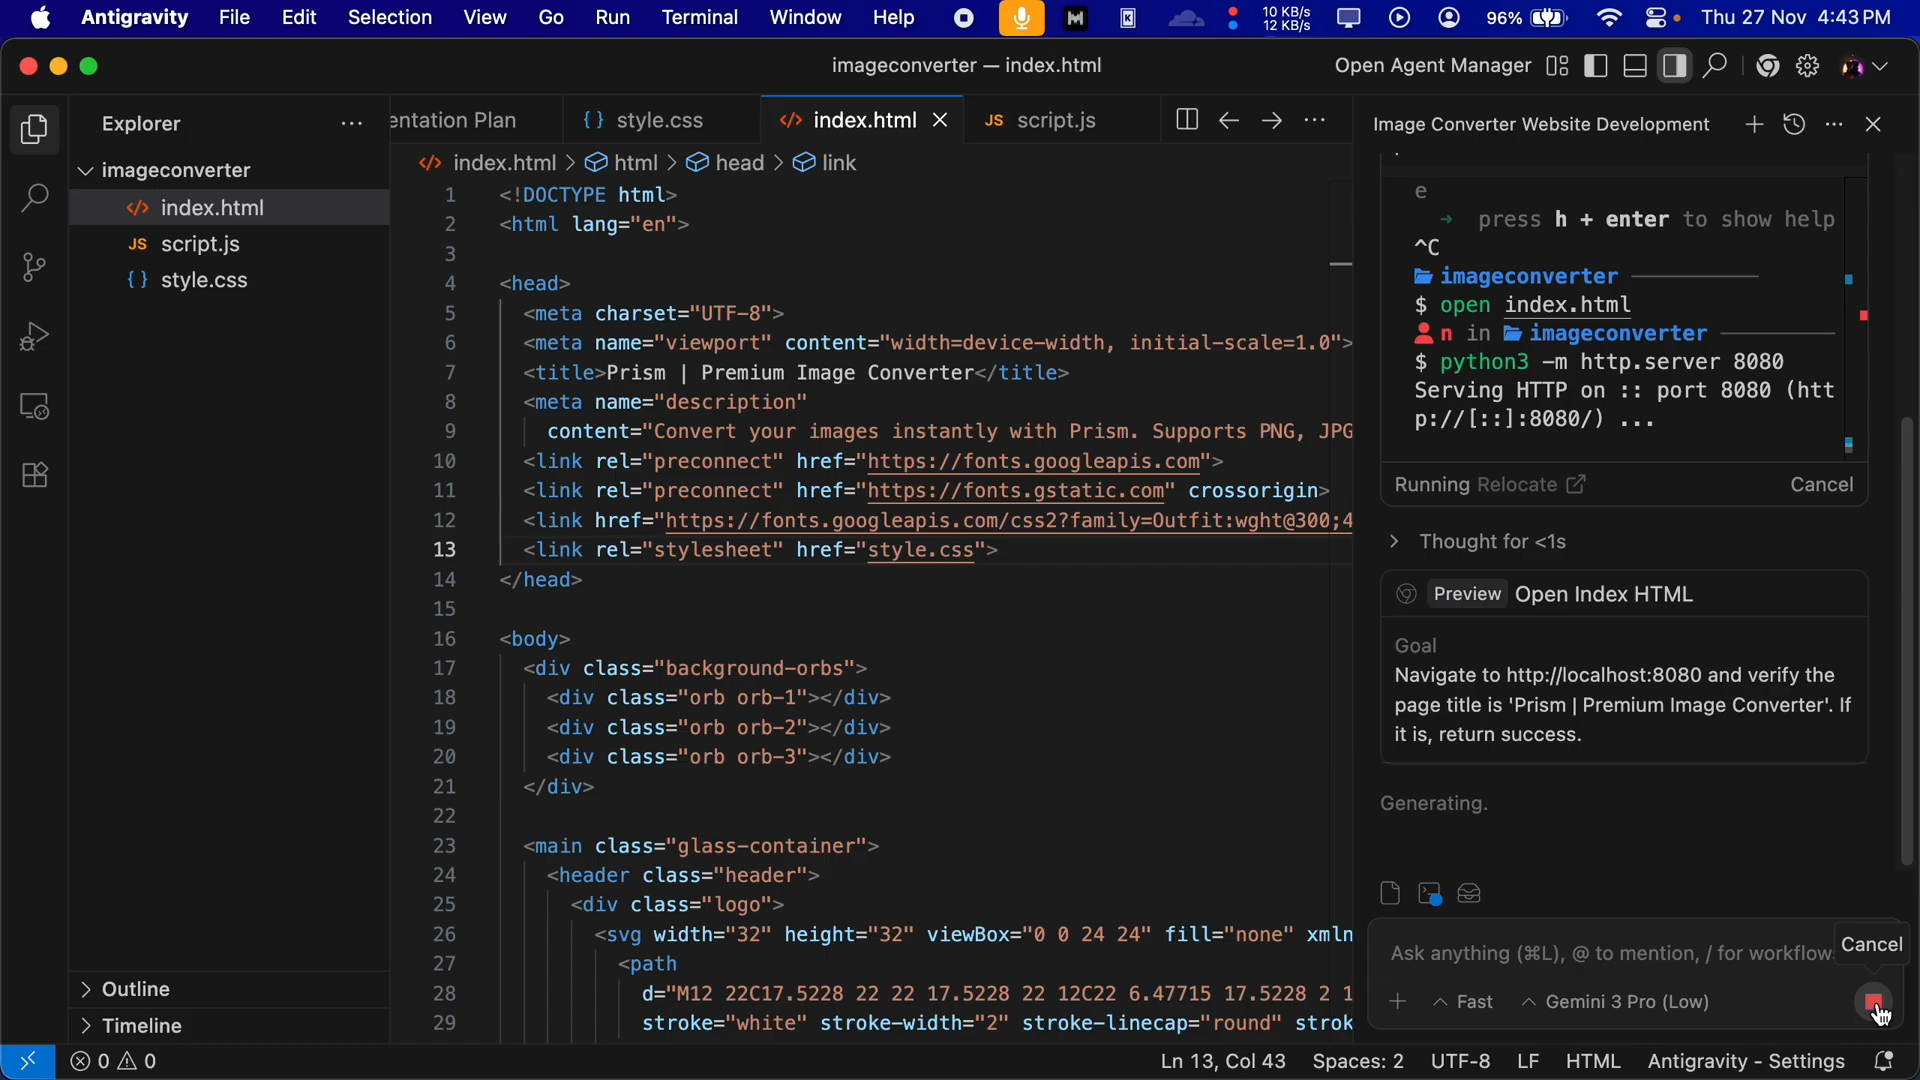 Antigravity File Edit Selection View Go Run Terminal Window Help 10 KB/s 12 KB/s 96% Thu 27 Nov 4:43 PM
imageconverter — index.html
Open Agent Manager
Explorer
imageconverter
index.html
JS script.js
{ } style.css
Outline
Timeline
entation Plan
{ } style.css
index.html
JS script.js
index.html > html > head > link
1 <!DOCTYPE html>
2 <html lang="en">
3
4 <head>
5 <meta charset="UTF-8">
6 <meta name="viewport" content="width=device-width, initial-scale=1.0">
7 <title>Prism | Premium Image Converter</title>
8 <meta name="description"
9 content="Convert your images instantly with Prism. Supports PNG, JPG
10 <link rel="preconnect" href="https://fonts.googleapis.com">
11 <link rel="preconnect" href="https://fonts.gstatic.com" crossorigin>
12 <link href="https://fonts.googleapis.com/css2?family=Outfit:wght@300;4
13 <link rel="stylesheet" href="style.css">
14 </head>
15
16 <body>
17 <div class="background-orbs">
18 <div class="orb orb-1"></div>
19 <div class="orb orb-2"></div>
20 <div class="orb orb-3"></div>
21 </div>
22
23 <main class="glass-container">
24 <header class="header">
25 <div class="logo">
26 <svg width="32" height="32" viewBox="0 0 24 24" fill="none" xmln
27 <path
28 d="M12 22C17.5228 22 22 17.5228 22 12C22 6.47715 17.5228 2 1
29 stroke="white" stroke-width="2" stroke-linecap="round" strok
Image Converter Website Development
e
➜ press h + enter to show help
^C
imageconverter
$ open index.html
n in imageconverter
$ python3 -m http.server 8080
Serving HTTP on :: port 8080 (htt
p://[::]:8080/) ...
Running Relocate Cancel
Thought for <1s
Preview Open Index HTML
Goal
Navigate to http://localhost:8080 and verify the
page title is 'Prism | Premium Image Converter'. If
it is, return success.
Generating.
Ask anything (⌘L), @ to mention, / for workflow
Cancel
Fast Gemini 3 Pro (Low)
0 0
Ln 13, Col 43 Spaces: 2 UTF-8 LF HTML Antigravity - Settings